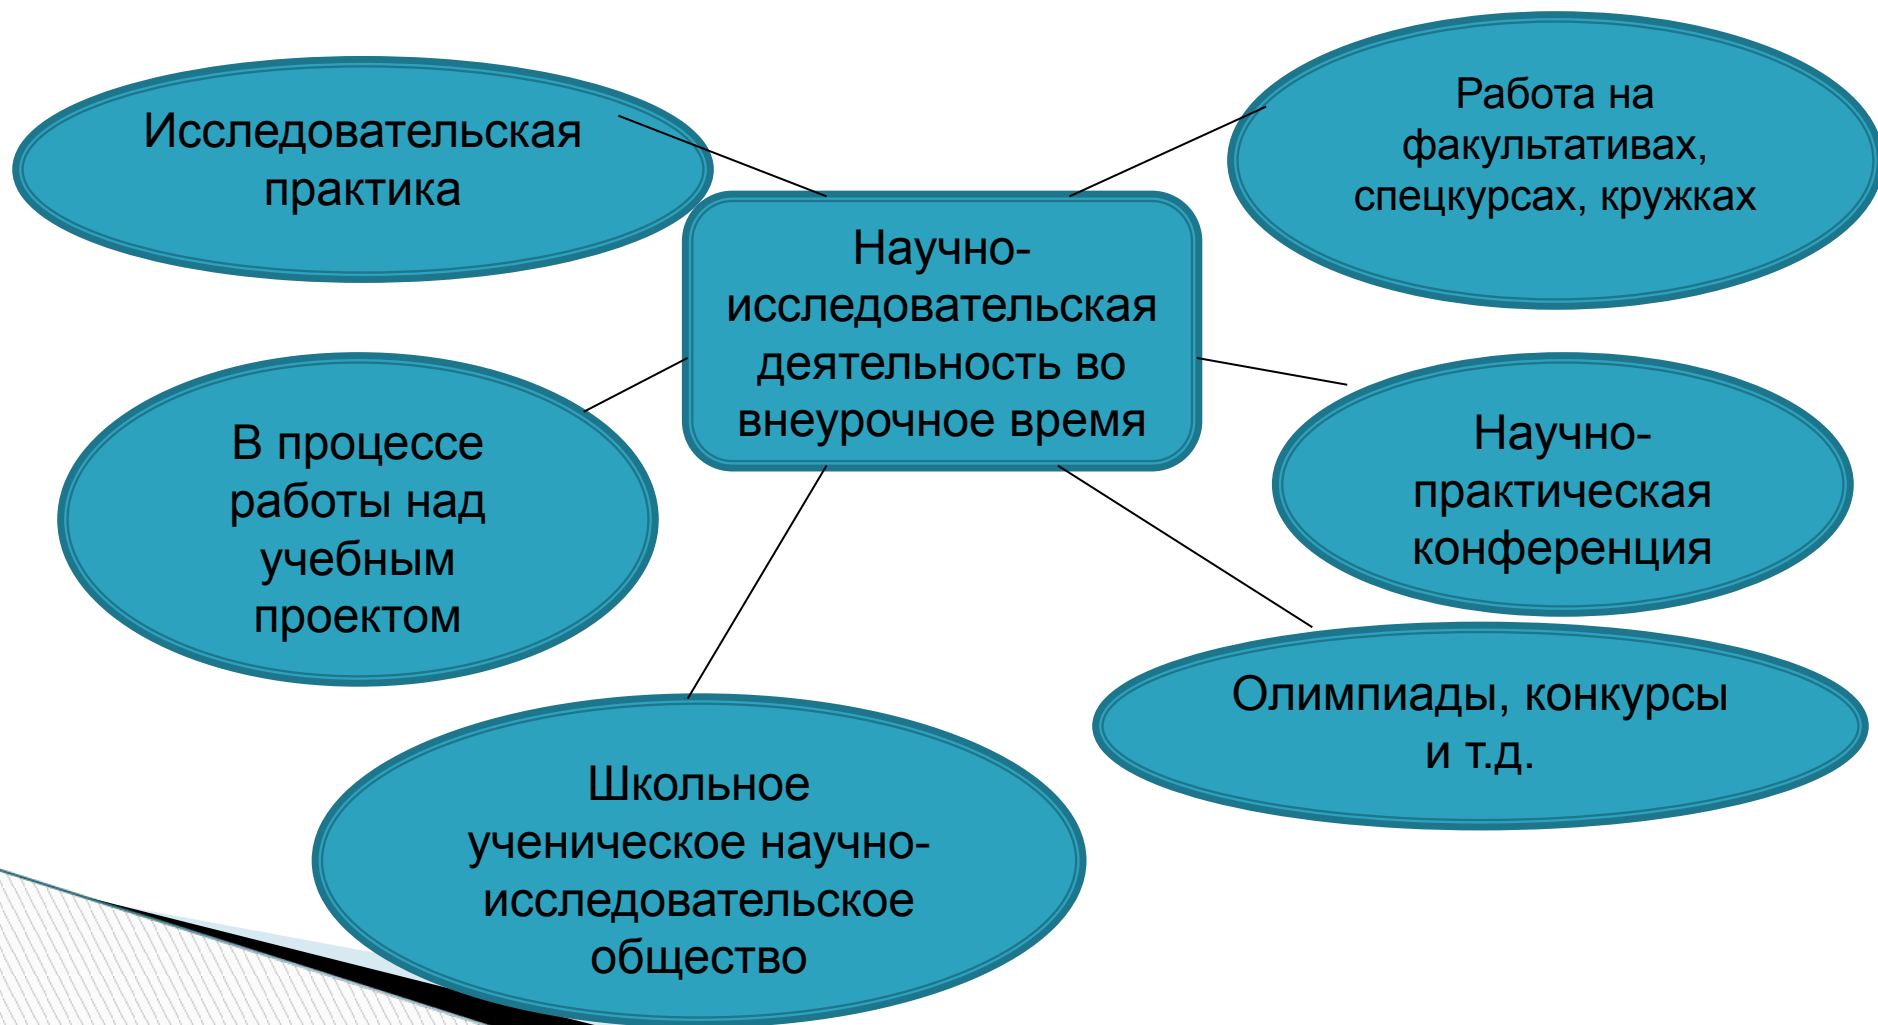 Исследовательская
практика
Работа на
факультативах,
спецкурсах, кружках
Научно-
исследовательская
деятельность во
внеурочное время
В процессе
работы над
учебным
проектом
Научно-
практическая
конференция
Олимпиады, конкурсы
и т.д.
Школьное
ученическое научно-
исследовательское
общество